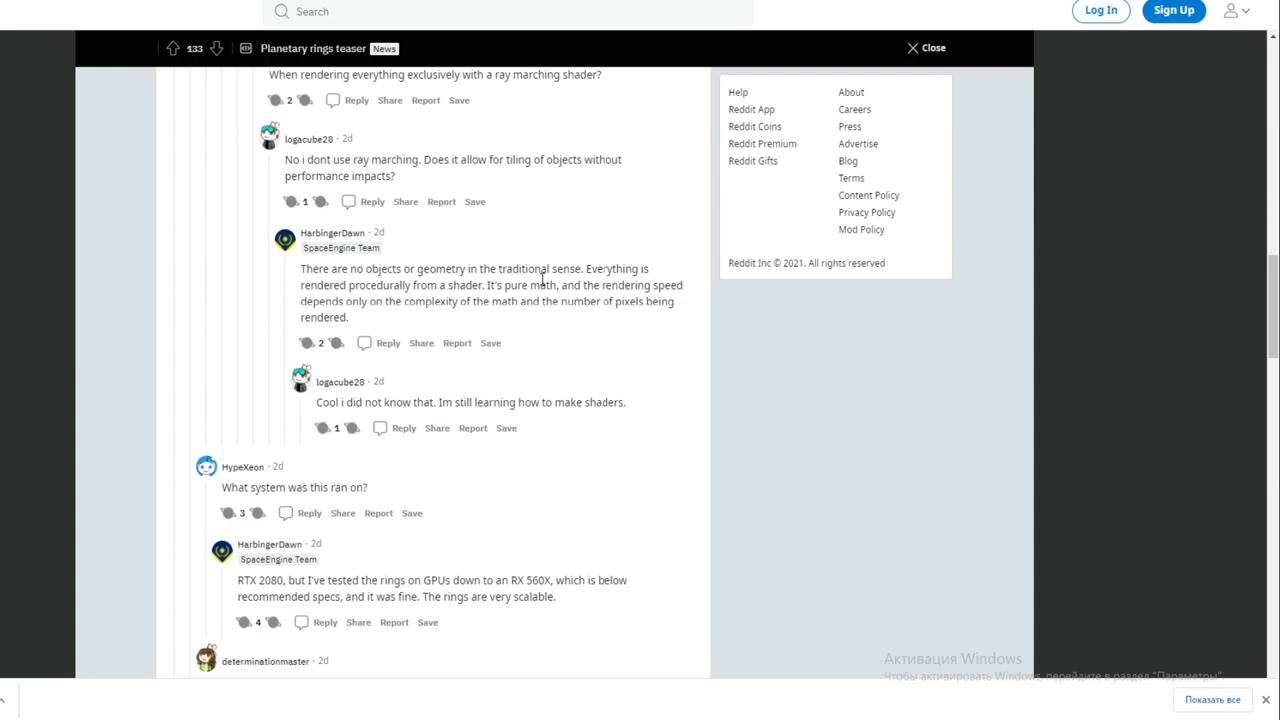 Search
Log In
Sign Up
133
Planetary rings teaser News
Close
When rendering everything exclusively with a ray marching shader?
2 Reply Share Report Save
logacube28 · 2d
No i dont use ray marching. Does it allow for tiling of objects without
performance impacts?
1 Reply Share Report Save
HarbingerDawn · 2d
SpaceEngine Team
There are no objects or geometry in the traditional sense. Everything is
rendered procedurally from a shader. It's pure math, and the rendering speed
depends only on the complexity of the math and the number of pixels being
rendered.
2 Reply Share Report Save
logacube28 · 2d
Cool i did not know that. Im still learning how to make shaders.
1 Reply Share Report Save
HypeXeon · 2d
What system was this ran on?
3 Reply Share Report Save
HarbingerDawn · 2d
SpaceEngine Team
RTX 2080, but I've tested the rings on GPUs down to an RX 560X, which is below
recommended specs, and it was fine. The rings are very scalable.
4 Reply Share Report Save
determinationmaster · 2d
Help
Reddit App
Reddit Coins
Reddit Premium
Reddit Gifts
About
Careers
Press
Advertise
Blog
Terms
Content Policy
Privacy Policy
Mod Policy
Reddit Inc © 2021. All rights reserved
Активация Windows
Чтобы активировать Windows, перейдите в раздел "Параметры".
Показать все